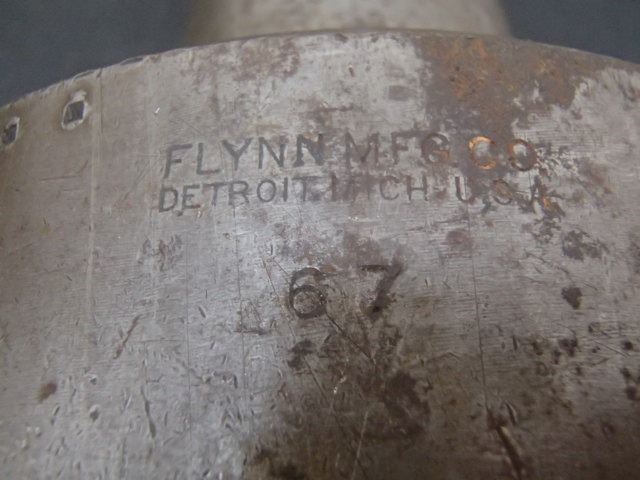 FLYNN MFG. CO.
DETROIT. MICH. U.S.A.
67